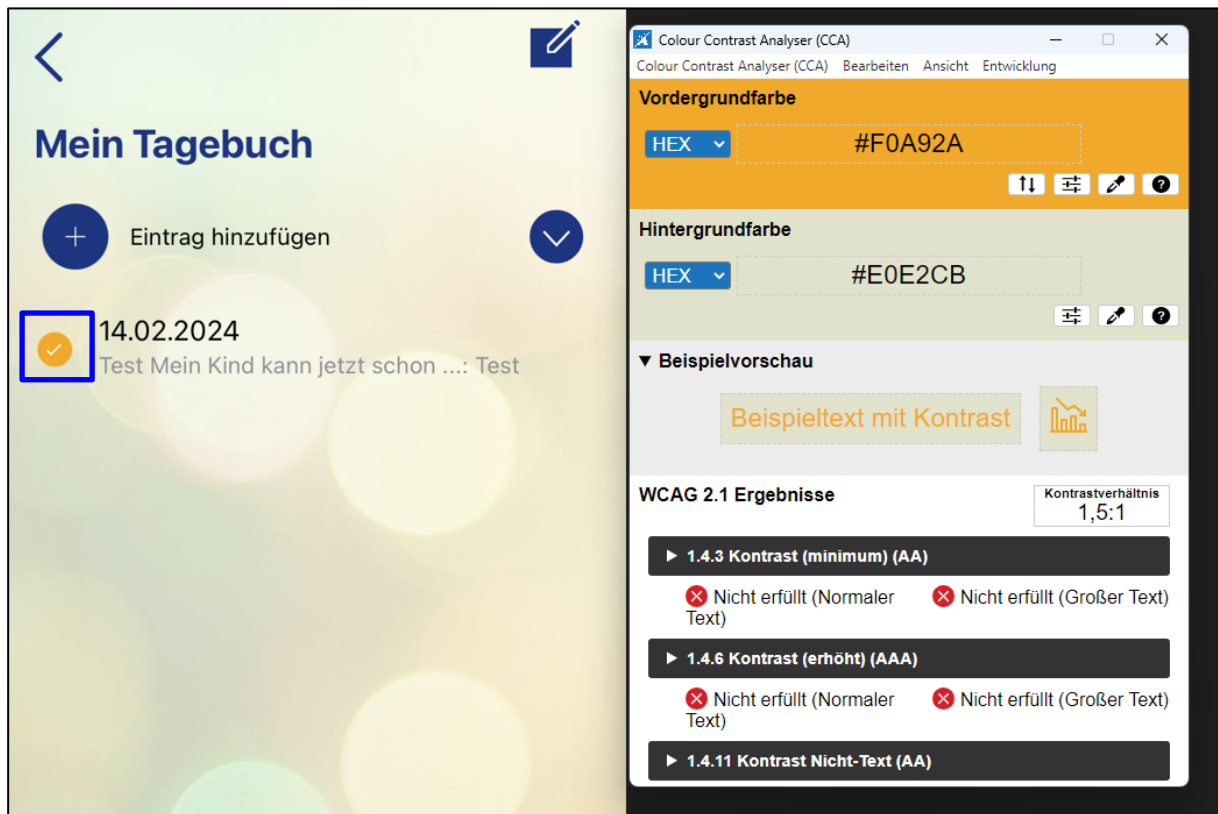 Mein Tagebuch
Eintrag hinzufügen
14.02.2024
Test Mein Kind kann jetzt schon ...: Test
Colour Contrast Analyser (CCA)
Colour Contrast Analyser (CCA) Bearbeiten Ansicht Entwicklung
Vordergrundfarbe
HEX #F0A92A
Hintergrundfarbe
HEX #E0E2CB
▼ Beispielvorschau
Beispieltext mit Kontrast
WCAG 2.1 Ergebnisse
Kontrastverhältnis
1,5:1
▶ 1.4.3 Kontrast (minimum) (AA)
Nicht erfüllt (Normaler Text)
Nicht erfüllt (Großer Text)
▶ 1.4.6 Kontrast (erhöht) (AAA)
Nicht erfüllt (Normaler Text)
Nicht erfüllt (Großer Text)
▶ 1.4.11 Kontrast Nicht-Text (AA)